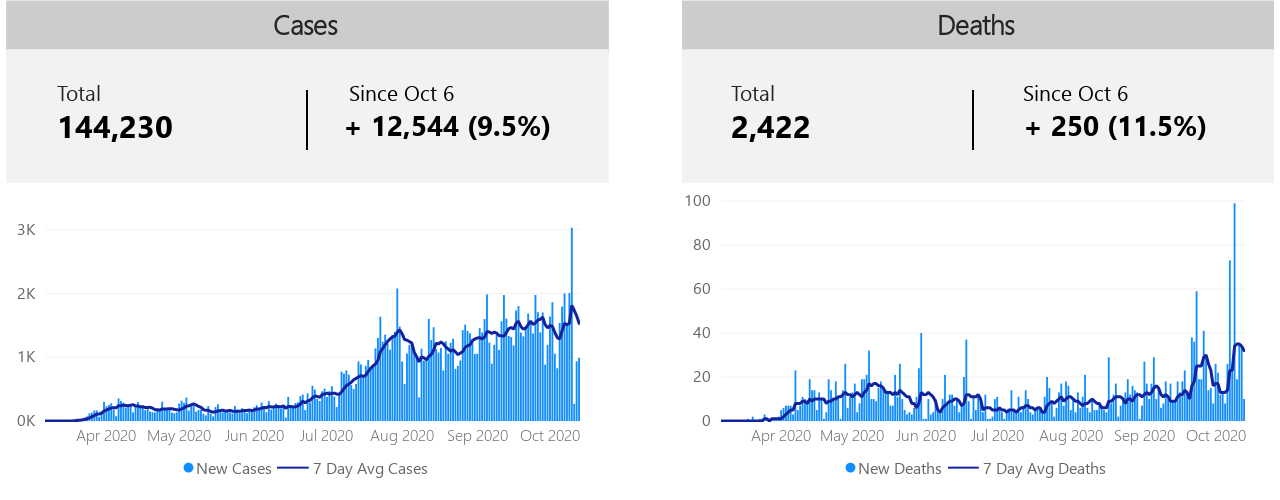 Cases
Total
144,230
Since Oct 6
+ 12,544 (9.5%)
3K
2K
1K
0K
Apr 2020 May 2020 Jun 2020 Jul 2020 Aug 2020 Sep 2020 Oct 2020
New Cases 7 Day Avg Cases
Deaths
Total
2,422
Since Oct 6
+ 250 (11.5%)
100
80
60
40
20
0
Apr 2020 May 2020 Jun 2020 Jul 2020 Aug 2020 Sep 2020 Oct 2020
New Deaths 7 Day Avg Deaths